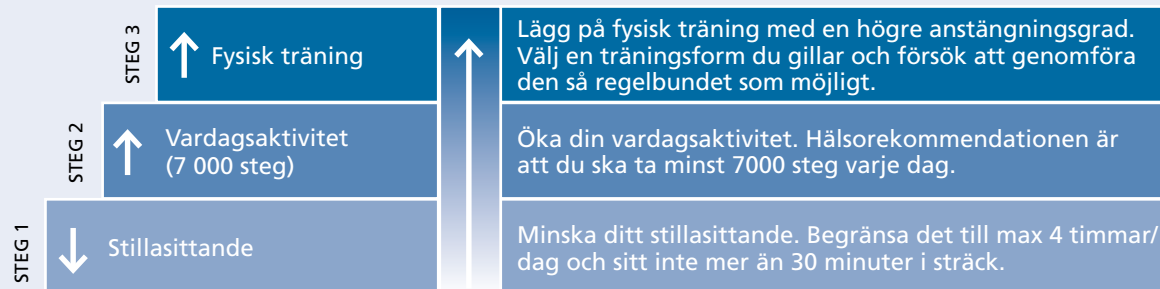 STEG 3
Fysisk träning
Lägg på fysisk träning med en högre anstängningsgrad.
Välj en träningsform du gillar och försök att genomföra
den så regelbundet som möjligt.
STEG 2
Vardagsaktivitet
(7 000 steg)
Öka din vardagsaktivitet. Hälsorekommendationen är
att du ska ta minst 7000 steg varje dag.
STEG 1
Stillasittande
Minska ditt stillasittande. Begränsa det till max 4 timmar/
dag och sitt inte mer än 30 minuter i sträck.